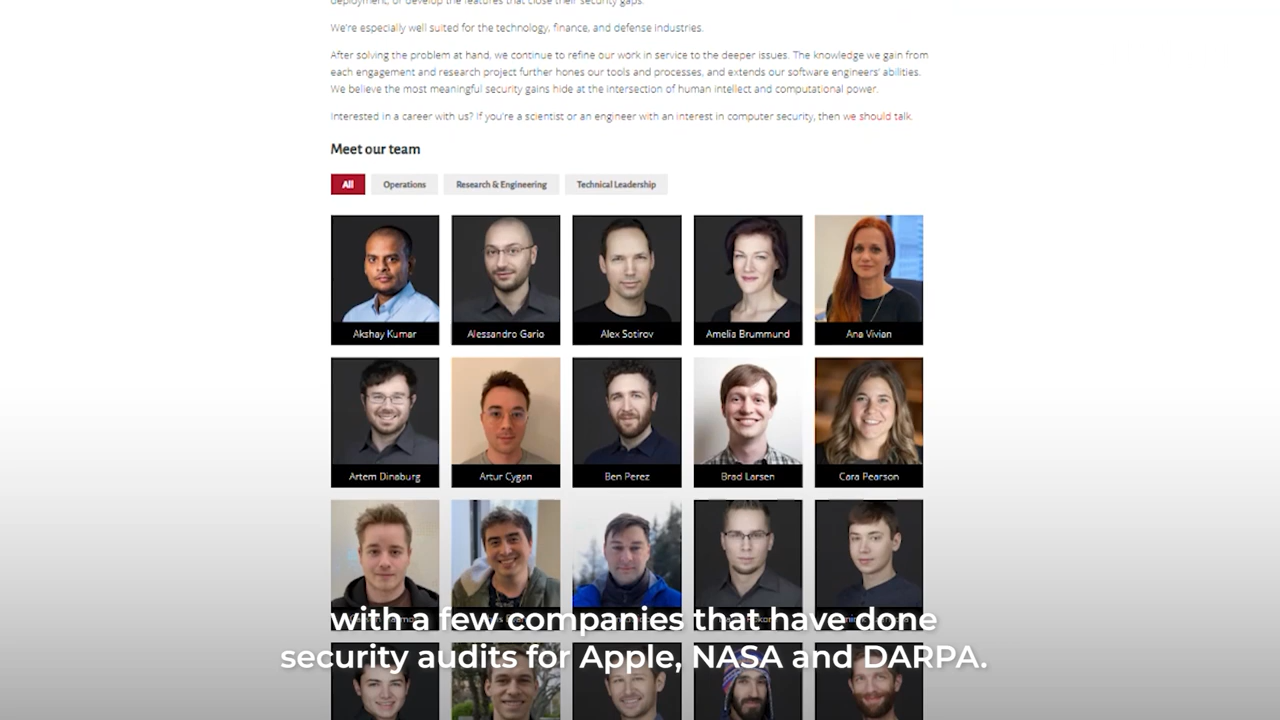 deployment, or develop the features that close their security gaps.
We're especially well suited for the technology, finance, and defense industries.
After solving the problem at hand, we continue to refine our work in service to the deeper issues. The knowledge we gain from
each engagement and research project further hones our tools and processes, and extends our software engineers' abilities.
We believe the most meaningful security gains hide at the intersection of human intellect and computational power.
Interested in a career with us? If you're a scientist or an engineer with an interest in computer security, then we should talk.
Meet our team
All Operations Research & Engineering Technical Leadership
Akshay Kumar Alessandro Gario Alex Sotirov Amelia Brummund Ana Vivian
Artem Dinaburg Artur Cygan Ben Perez Brad Larsen Cara Pearson
with a few companies that have done
security audits for Apple, NASA and DARPA.